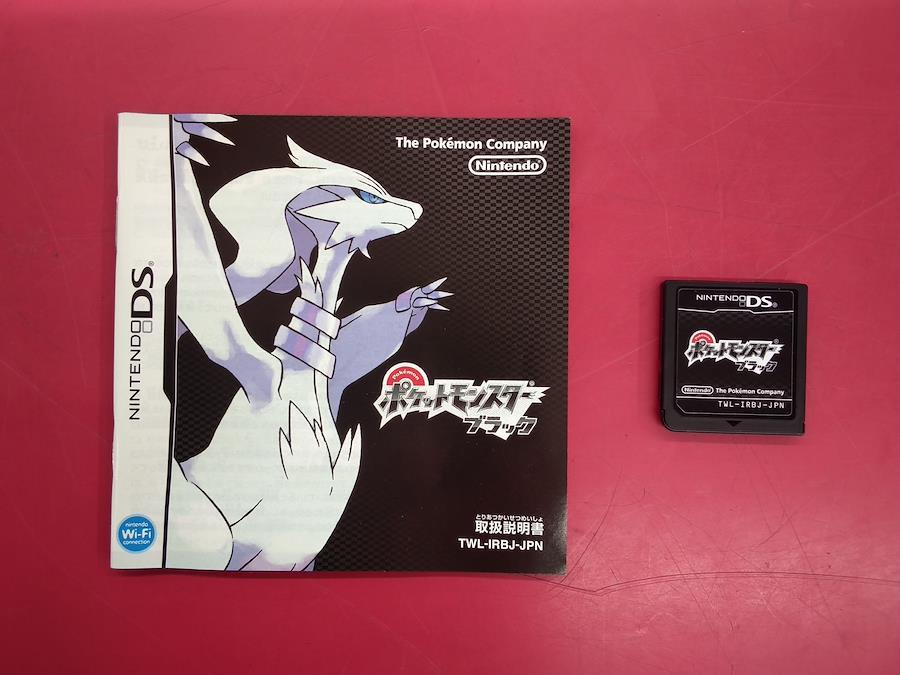 The Pokémon Company
Nintendo
NINTENDO DS
Pokémon
ポケットモンスター
ブラック
とりあつかいせつめいしょ
取扱説明書
TWL-IRBJ-JPN
nintendo
Wi-Fi
connection
NINTENDO DS
Pokémon
ポケットモンスター
ブラック
Nintendo The Pokémon Company
TWL-IRBJ-JPN